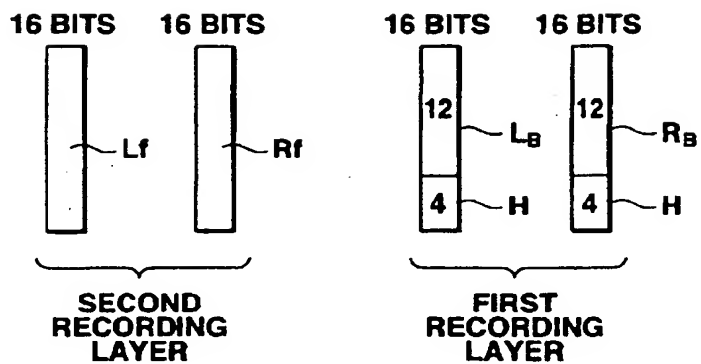 16 BITS 16 BITS 16 BITS 16 BITS
12 12
Lf Rf LB RB
4 H 4 H
SECOND FIRST
RECORDING RECORDING
LAYER LAYER